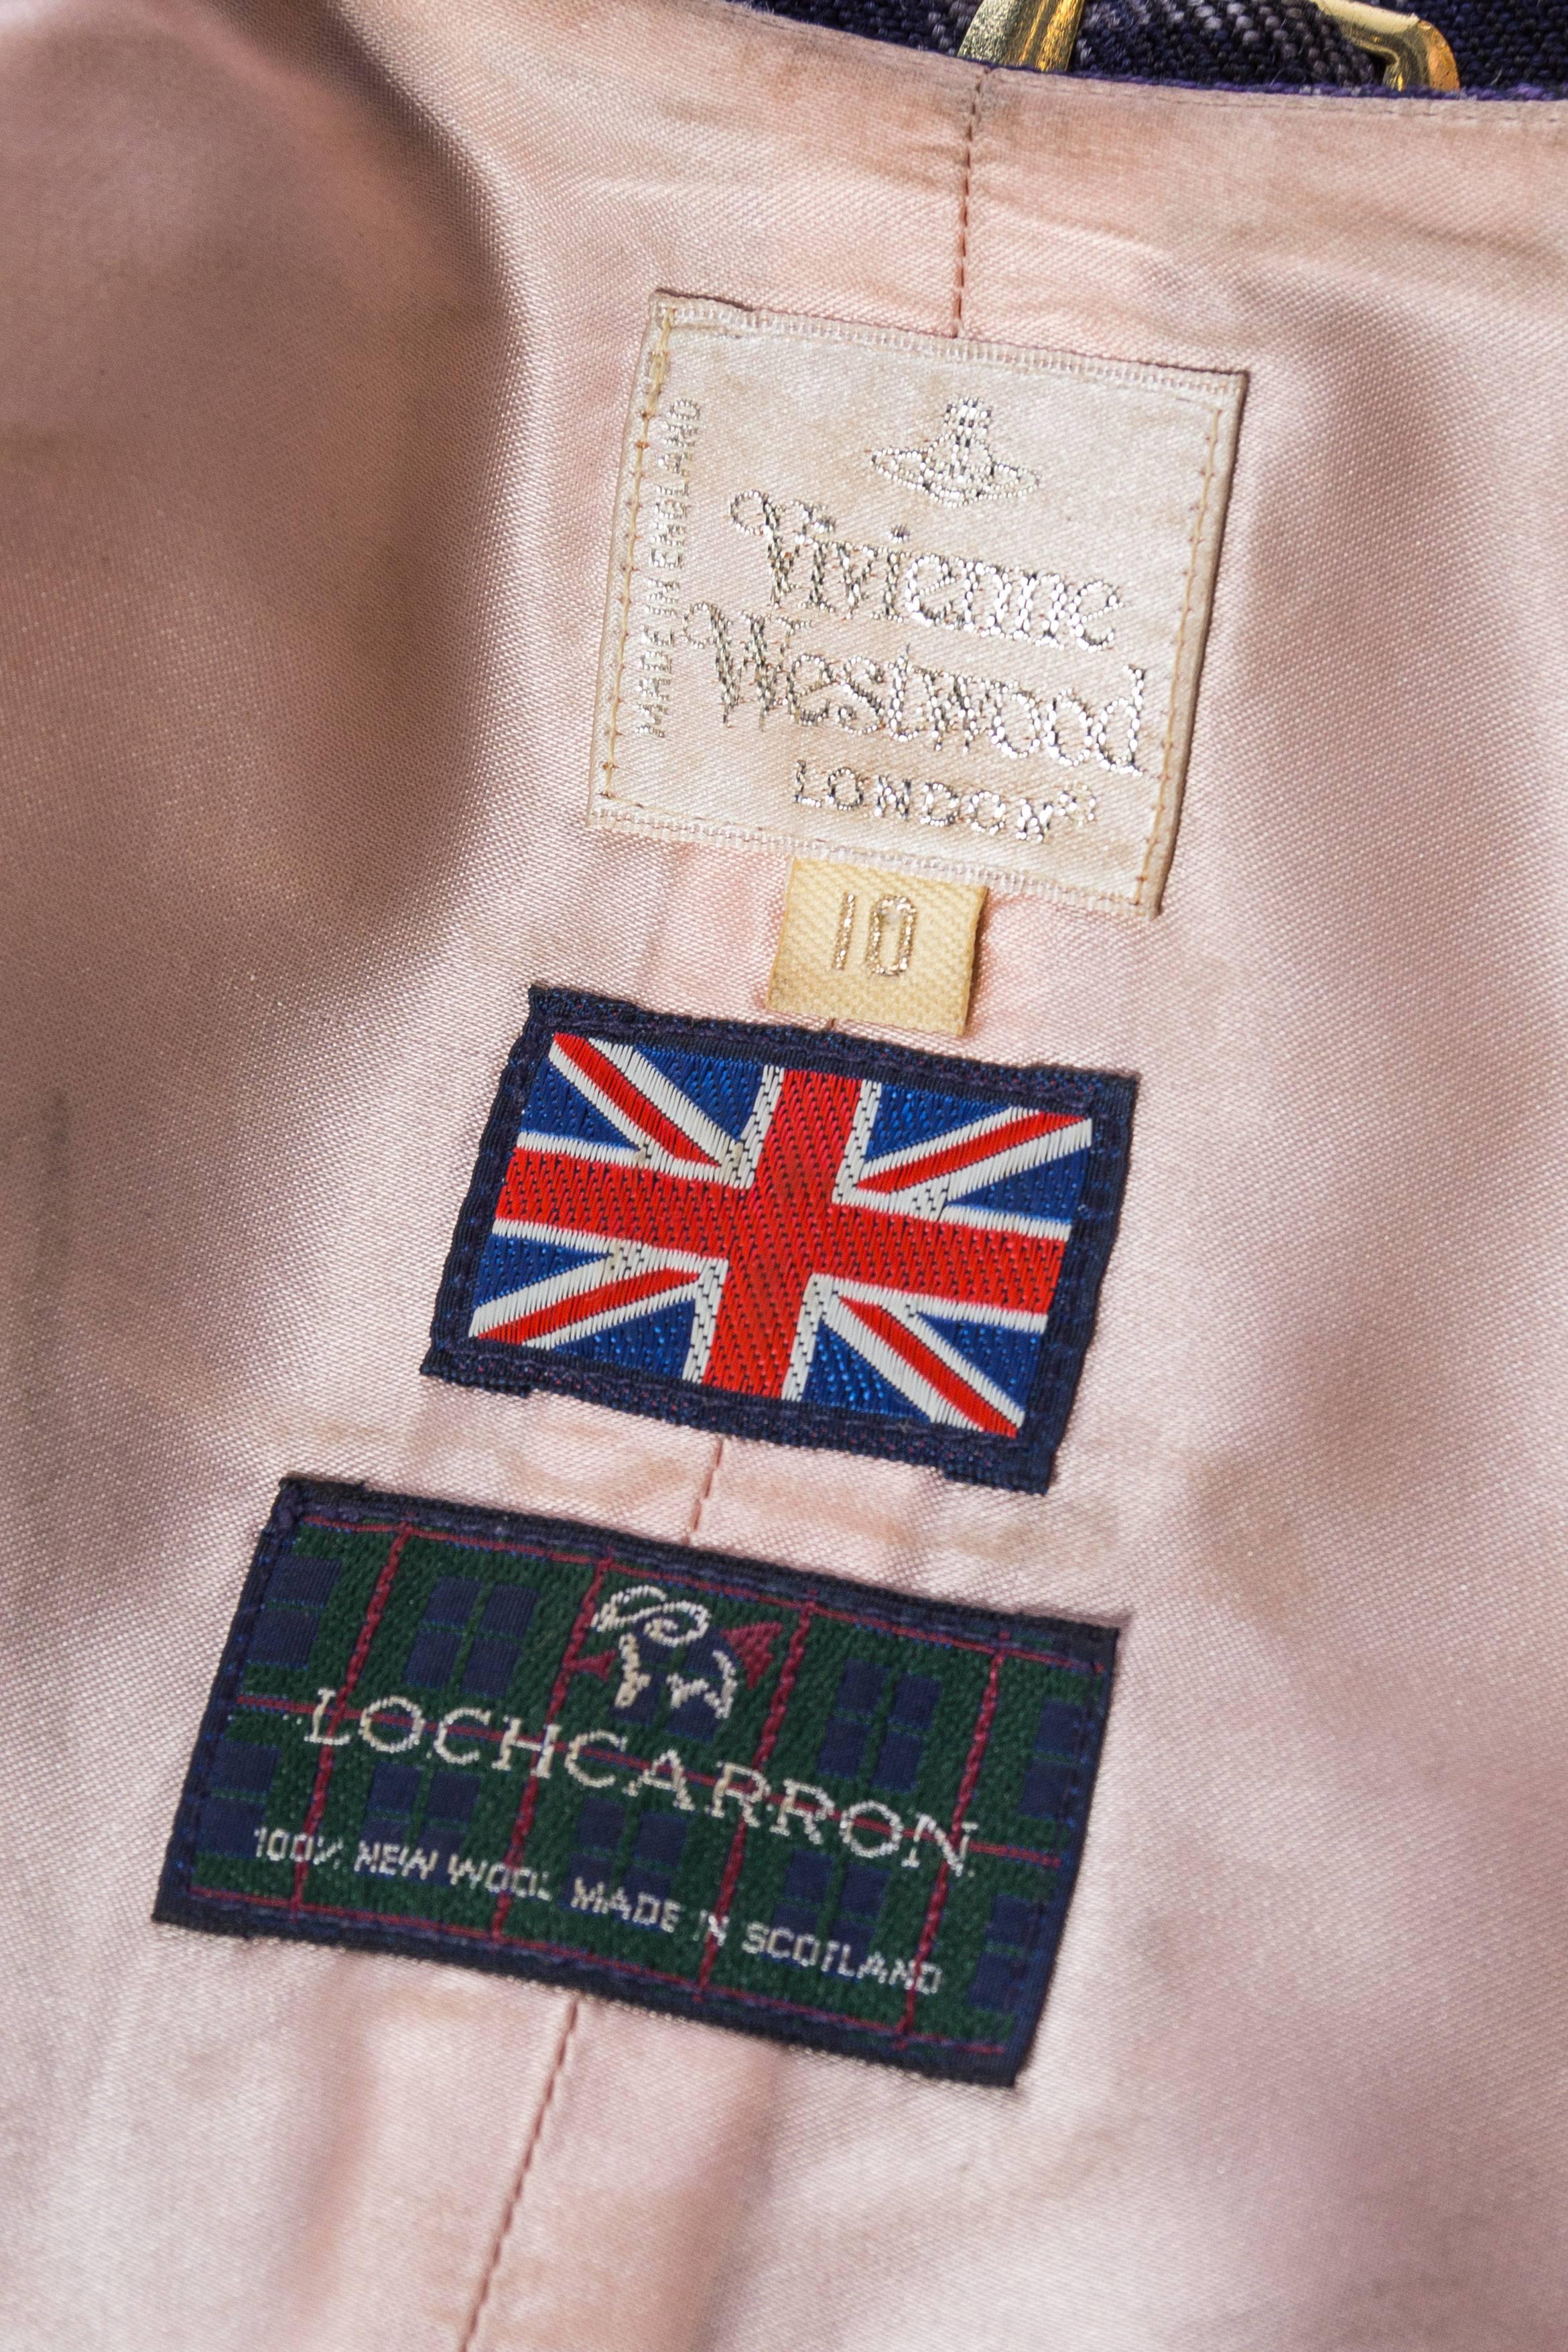 MADE IN ENGLAND
Vivienne
Westwood
LONDON®
10
LOCHCARRON
100% NEW WOOL MADE IN SCOTLAND